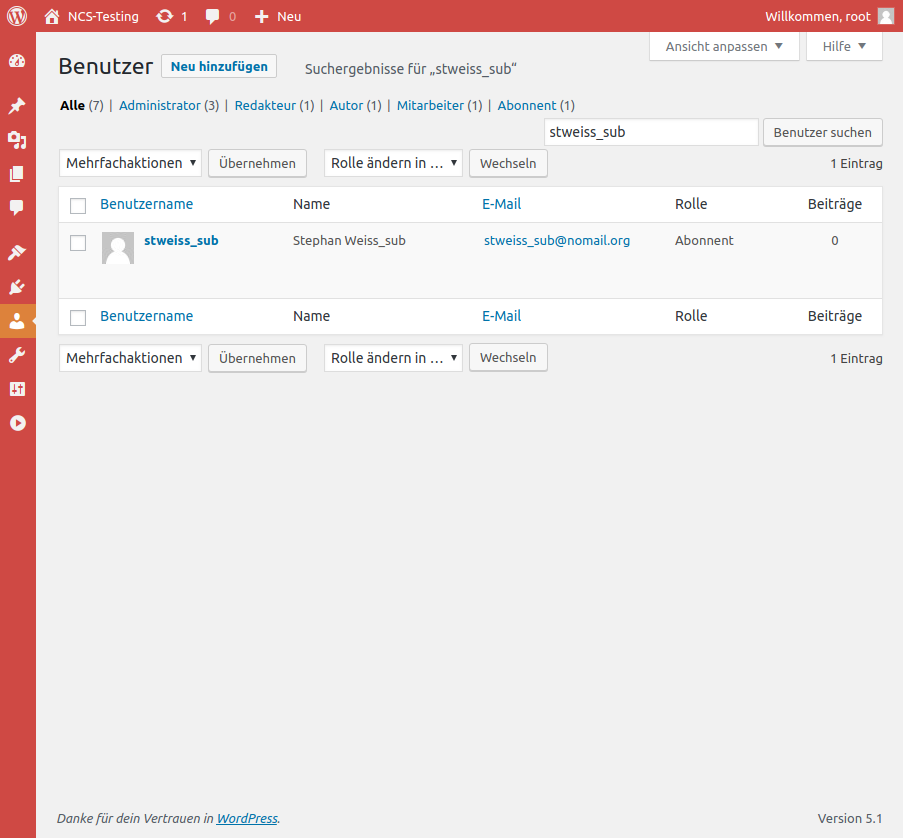 NCS-Testing 1 0 Neu Willkommen, root
Ansicht anpassen Hilfe
Benutzer Neu hinzufügen Suchergebnisse für „stweiss_sub“
Alle (7) | Administrator (3) | Redakteur (1) | Autor (1) | Mitarbeiter (1) | Abonnent (1)
stweiss_sub Benutzer suchen
Mehrfachaktionen Übernehmen Rolle ändern in … Wechseln 1 Eintrag
Benutzername Name E-Mail Rolle Beiträge
stweiss_sub Stephan Weiss_sub stweiss_sub@nomail.org Abonnent 0
Benutzername Name E-Mail Rolle Beiträge
Mehrfachaktionen Übernehmen Rolle ändern in … Wechseln 1 Eintrag
Danke für dein Vertrauen in WordPress. Version 5.1